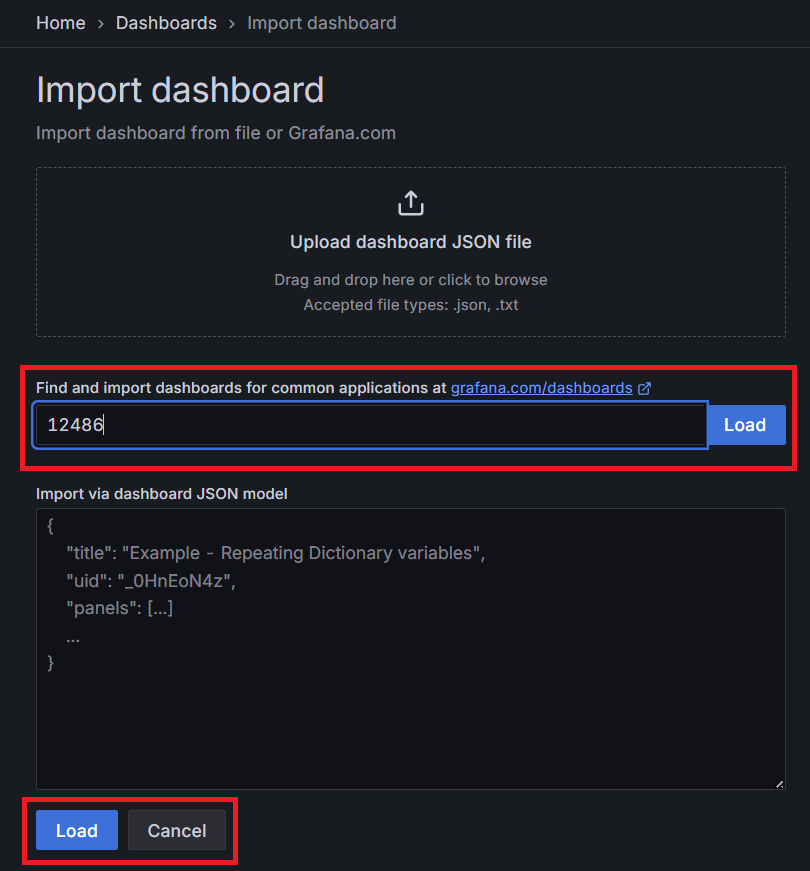 Home › Dashboards › Import dashboard
Import dashboard
Import dashboard from file or Grafana.com
Upload dashboard JSON file
Drag and drop here or click to browse
Accepted file types: .json, .txt
Find and import dashboards for common applications at grafana.com/dashboards
12486 Load
Import via dashboard JSON model
{
    "title": "Example - Repeating Dictionary variables",
    "uid": "_0HnEoN4z",
    "panels": [...]
    ...
}
Load Cancel